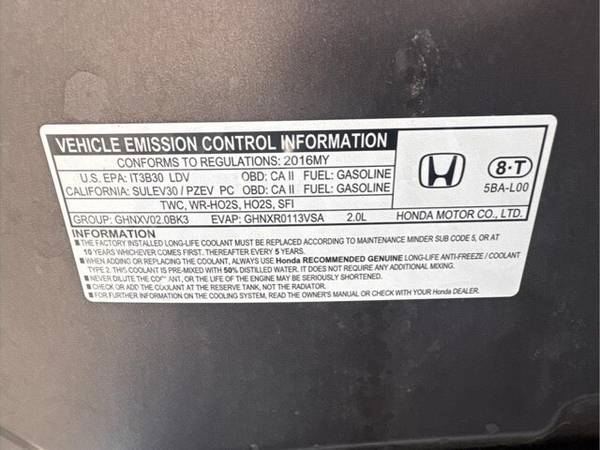 VEHICLE EMISSION CONTROL INFORMATION
CONFORMS TO REGULATIONS: 2016MY
U.S. EPA: IT3B30 LDV OBD: CA II FUEL: GASOLINE
CALIFORNIA: SULEV30 / PZEV PC OBD: CA II FUEL: GASOLINE
TWC, WR-HO2S, HO2S, SFI
GROUP: GHNXV02.0BK3 EVAP: GHNXR0113VSA 2.0L
8·T
5BA-L00
HONDA MOTOR CO., LTD.
INFORMATION
■ THE FACTORY INSTALLED LONG-LIFE COOLANT MUST BE REPLACED ACCORDING TO MAINTENANCE MINDER SUB CODE 5, OR AT
10 YEARS WHICHEVER COMES FIRST. THEREAFTER EVERY 5 YEARS.
■ WHEN ADDING OR REPLACING THE COOLANT, ALWAYS USE Honda RECOMMENDED GENUINE LONG-LIFE ANTI-FREEZE / COOLANT
TYPE 2. THIS COOLANT IS PRE-MIXED WITH 50% DISTILLED WATER. IT DOES NOT REQUIRE ANY ADDITIONAL MIXING.
■ NEVER DILUTE THE OR THE LIFE OF THE ENGINE MAY BE SERIOUSLY SHORTENED.
■ CHECK OR ADD THE COOLANT AT THE RESERVE TANK, NOT THE RADIATOR.
■ FOR FURTHER INFORMATION ON THE COOLING SYSTEM, READ THE OWNER'S MANUAL OR CHECK WITH YOUR Honda DEALER.